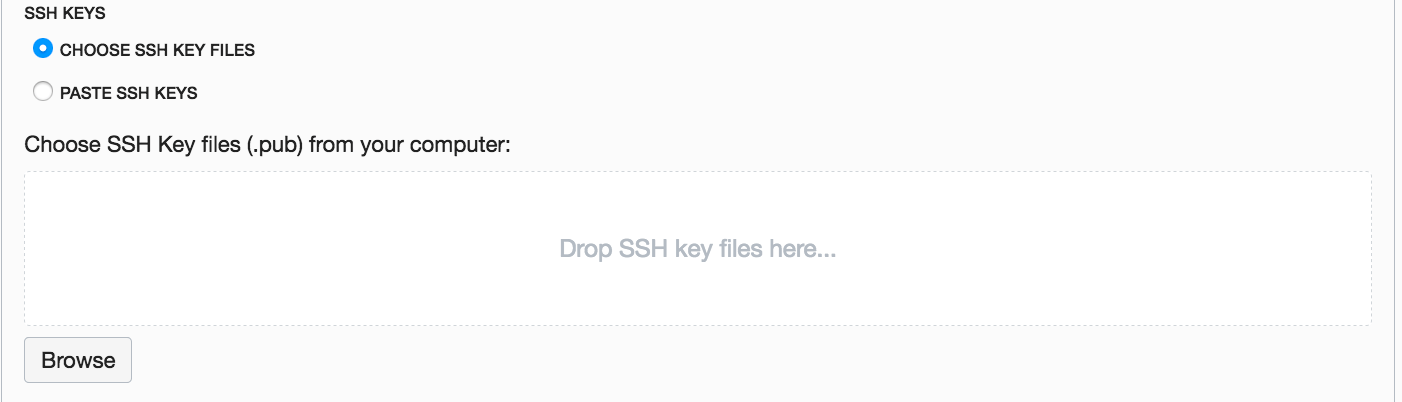 SSH KEYS
CHOOSE SSH KEY FILES
PASTE SSH KEYS
Choose SSH Key files (.pub) from your computer:
Drop SSH key files here...
Browse